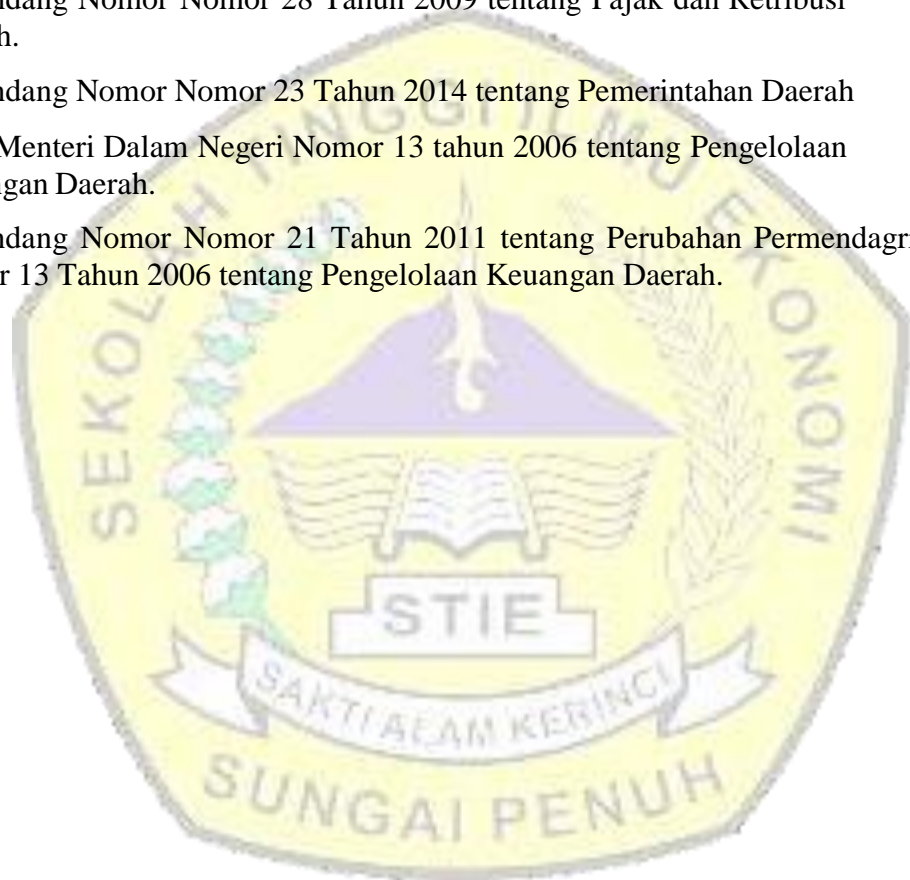 ndang Nomor Nomor 28 Tahun 2009 tentang Pajak dan Retribusi
h.
ndang Nomor Nomor 23 Tahun 2014 tentang Pemerintahan Daerah
Menteri Dalam Negeri Nomor 13 tahun 2006 tentang Pengelolaan
ngan Daerah.
ndang Nomor Nomor 21 Tahun 2011 tentang Perubahan Permendagri
r 13 Tahun 2006 tentang Pengelolaan Keuangan Daerah.
SEKOLAH TINGGI ILMU EKONOMI
STIE
SAKTI ALAM KERINCI
SUNGAI PENUH